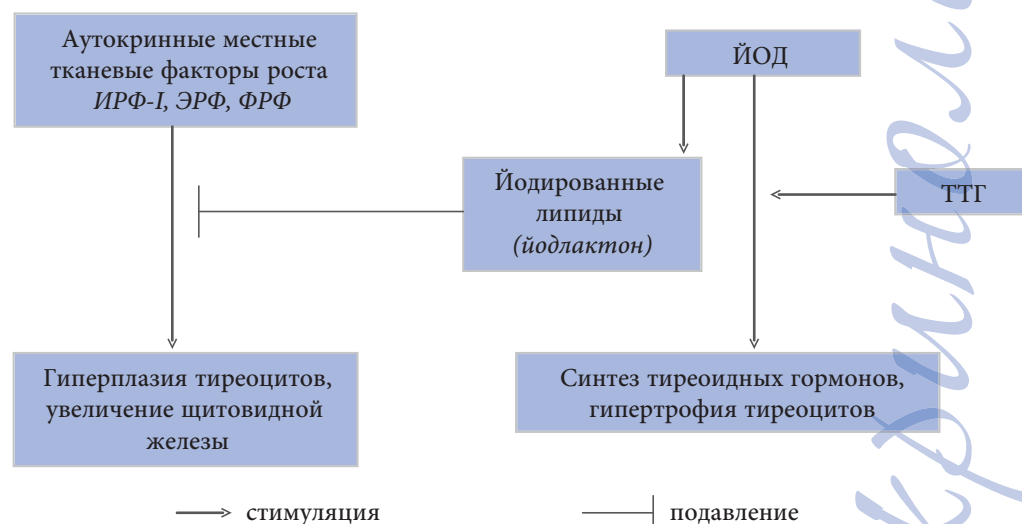 Аутокринные местные
тканевые факторы роста
ИРФ-I, ЭРФ, ФРФ
ЙОД
Йодированные
липиды
(йодлактон)
ТТГ
Гиперплазия тиреоцитов,
увеличение щитовидной
железы
Синтез тиреоидных гормонов,
гипертрофия тиреоцитов
стимуляция
подавление